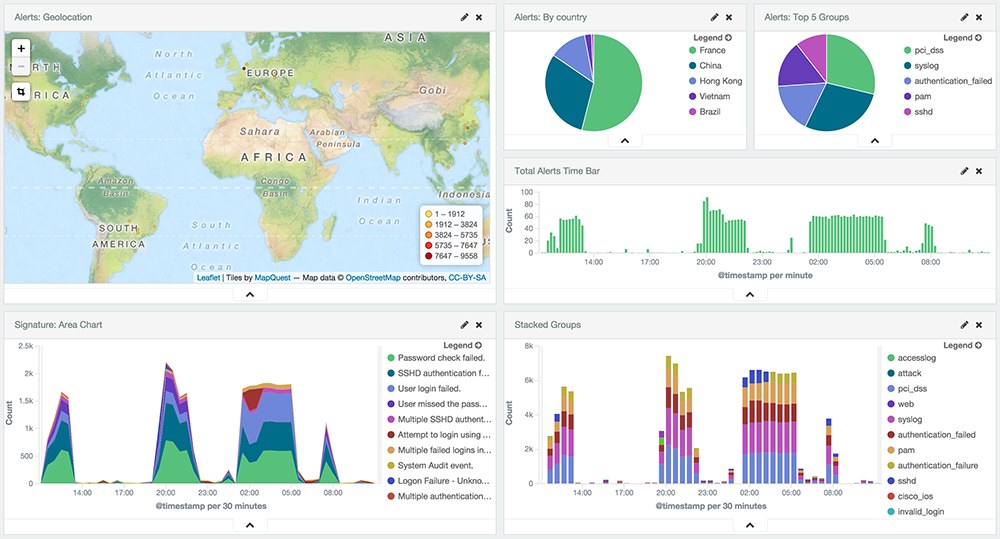 Alerts: Geolocation
+
−
NORTH
AMERICA
North
Atlantic
Ocean
EUROPE
ASIA
Gobi
Sahara
Arabian
Peninsula
AFRICA
Amazon
Basin
Congo
Basin
Indian
Ocean
Indonesia
SOUTH
AMERICA
South
Atlantic
Ocean
1 – 1912
1912 – 3824
3824 – 5735
5735 – 7647
7647 – 9558
Leaflet | Tiles by MapQuest — Map data © OpenStreetMap contributors, CC-BY-SA
Alerts: By country
Legend
France
China
Hong Kong
Vietnam
Brazil
Alerts: Top 5 Groups
Legend
pci_dss
syslog
authentication_failed
pam
sshd
Total Alerts Time Bar
Count
100
80
60
40
20
0
14:00 17:00 20:00 23:00 02:00 05:00 08:00
@timestamp per minute
Signature: Area Chart
Legend
Count
2.5k
2k
1.5k
1k
500
0
14:00 17:00 20:00 23:00 02:00 05:00 08:00
@timestamp per 30 minutes
Password check failed.
SSHD authentication f...
User login failed.
User missed the pass...
Multiple SSHD authent...
Attempt to login using ...
Multiple failed logins in...
System Audit event.
Logon Failure - Unkno...
Multiple authentication...
Stacked Groups
Legend
Count
8k
6k
4k
2k
0
14:00 17:00 20:00 23:00 02:00 05:00 08:00
@timestamp per 30 minutes
accesslog
attack
pci_dss
web
syslog
authentication_failed
pam
authentication_failure
sshd
cisco_ios
invalid_login